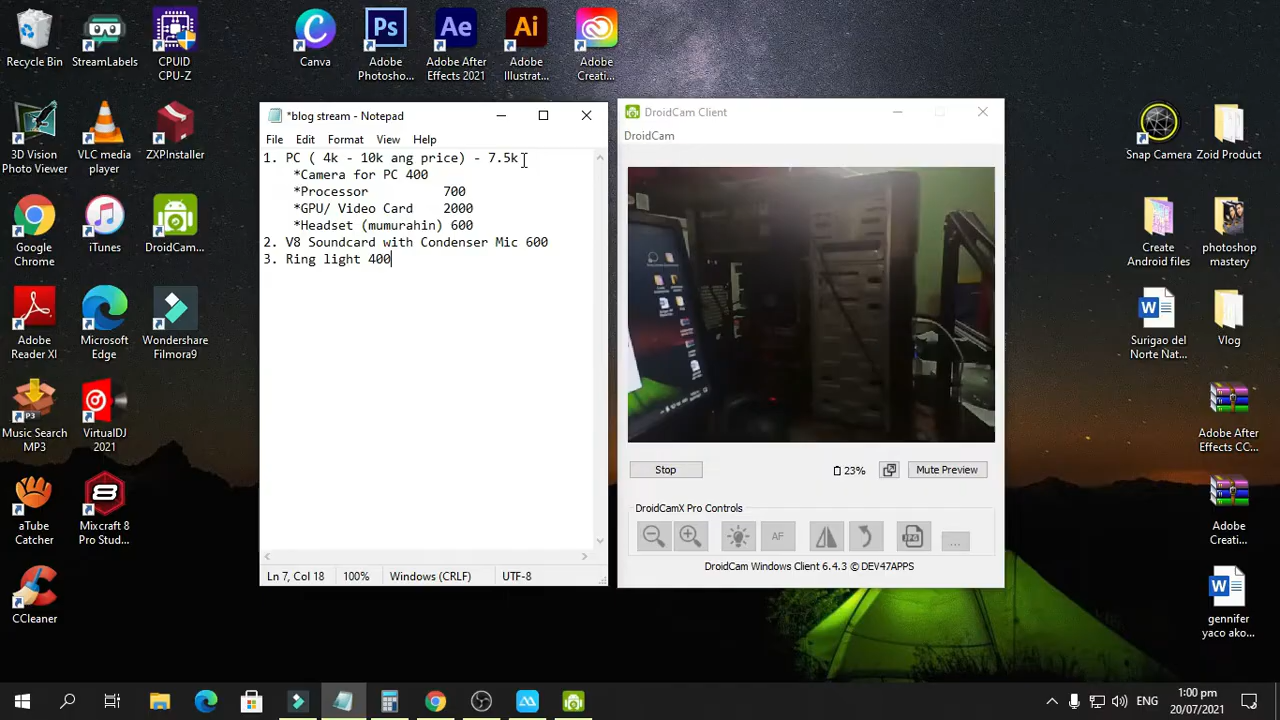 Recycle Bin
StreamLabels
CPUID
CPU-Z
Canva
Ps
Adobe
Photosho...
Ae
Adobe After
Effects 2021
Ai
Adobe
Illustrat...
Adobe
Creati...
3D Vision
Photo Viewer
VLC media
player
ZXPInstaller
Google
Chrome
iTunes
DroidCam...
Adobe
Reader XI
Microsoft
Edge
Wondershare
Filmora9
P3
Music Search
MP3
VirtualDJ
2021
aTube
Catcher
Mixcraft 8
Pro Stud...
CCleaner
*blog stream - Notepad
File Edit Format View Help
1. PC ( 4k - 10k ang price) - 7.5k
*Camera for PC 400
*Processor 700
*GPU/ Video Card 2000
*Headset (mumurahin) 600
2. V8 Soundcard with Condenser Mic 600
3. Ring light 400
Ln 7, Col 18 100% Windows (CRLF) UTF-8
DroidCam Client
DroidCam
Stop
23%
Mute Preview
DroidCamX Pro Controls
AF
JPG
...
DroidCam Windows Client 6.4.3 © DEV47APPS
Snap Camera
Zoid Product
Create
Android files
photoshop
mastery
W
Surigao del
Norte Nat...
Vlog
Adobe After
Effects CC...
Adobe
Creati...
W
gennifer
yaco ako...
ENG
1:00 pm
20/07/2021